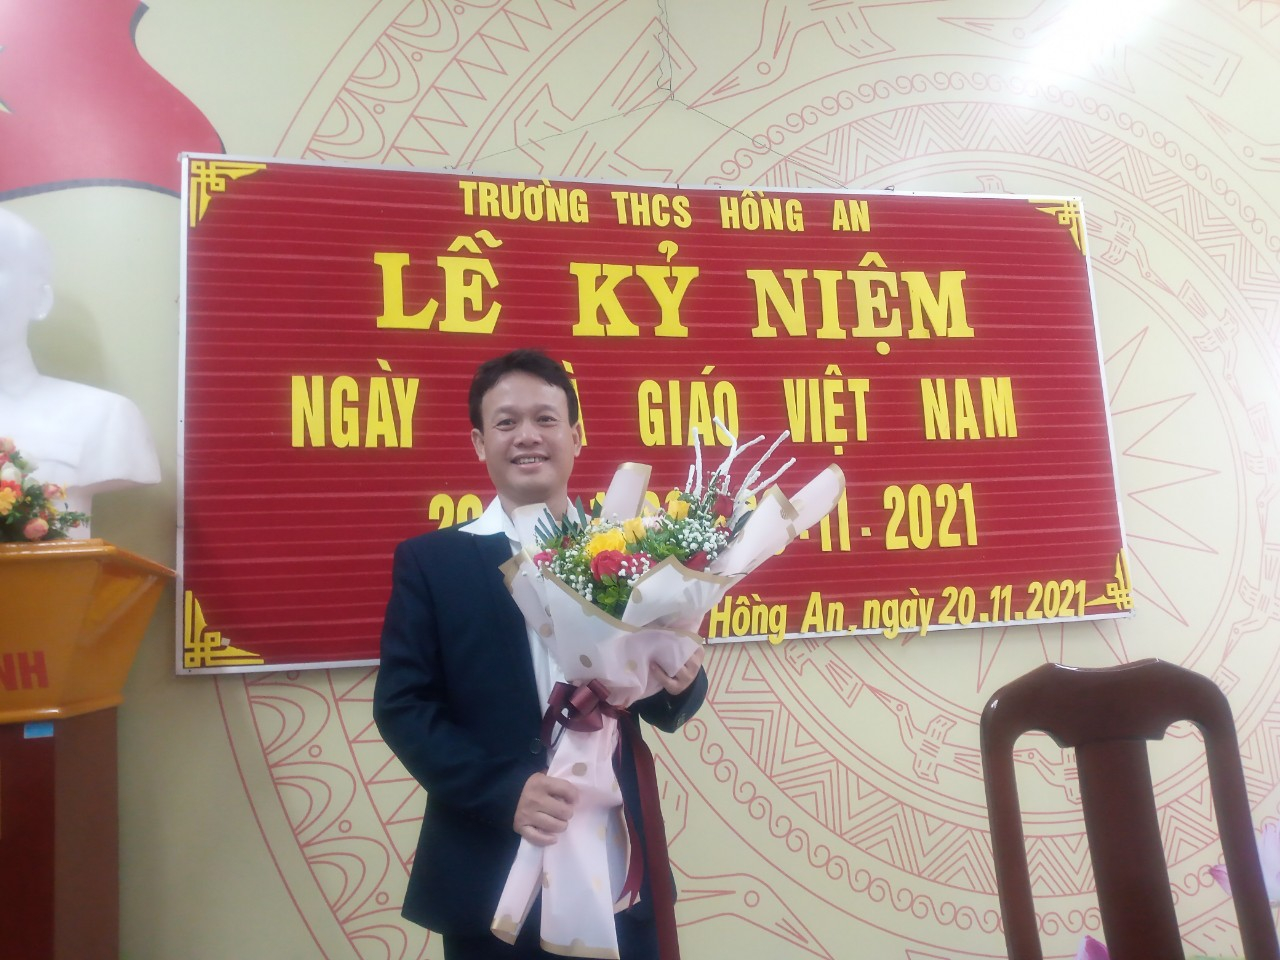 TRƯỜNG THCS HỒNG AN
LỄ KỶ NIỆM
NGÀY GIÁO VIỆT NAM
11 - 2021
Hồng An, ngày 20.11.2021
NH